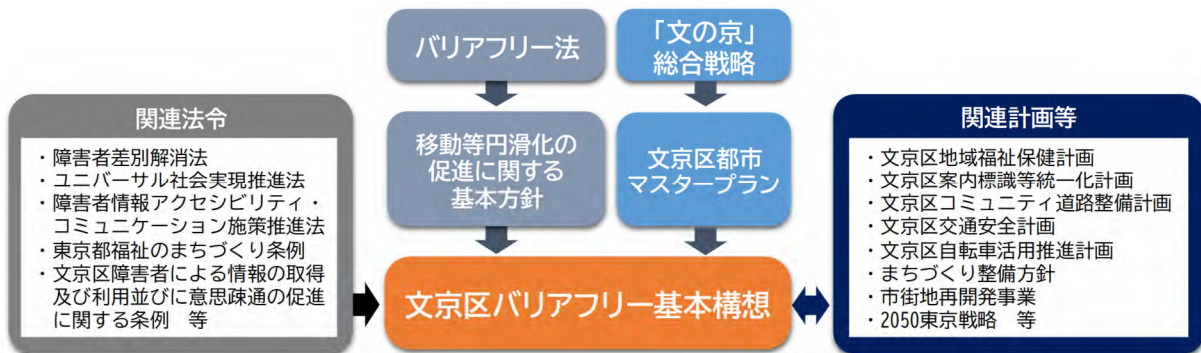 バリアフリー法
「文の京」
総合戦略
移動等円滑化の
促進に関する
基本方針
文京区都市
マスタープラン
関連法令
・障害者差別解消法
・ユニバーサル社会実現推進法
・障害者情報アクセシビリティ・
コミュニケーション施策推進法
・東京都福祉のまちづくり条例
・文京区障害者による情報の取得
及び利用並びに意思疎通の促進
に関する条例　等
文京区バリアフリー基本構想
関連計画等
・文京区地域福祉保健計画
・文京区案内標識等統一化計画
・文京区コミュニティ道路整備計画
・文京区交通安全計画
・文京区自転車活用推進計画
・まちづくり整備方針
・市街地再開発事業
・2050東京戦略　等